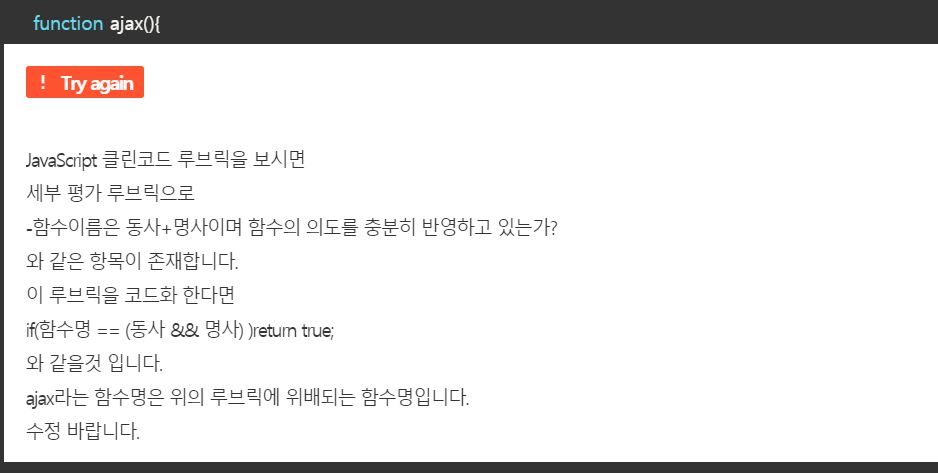 function ajax(){
! Try again
JavaScript 클린코드 루브릭을 보시면
세부 평가 루브릭으로
-함수이름은 동사+명사이며 함수의 의도를 충분히 반영하고 있는가?
와 같은 항목이 존재합니다.
이 루브릭을 코드화 한다면
if(함수명 == (동사 && 명사) )return true;
와 같을것 입니다.
ajax라는 함수명은 위의 루브릭에 위배되는 함수명입니다.
수정 바랍니다.